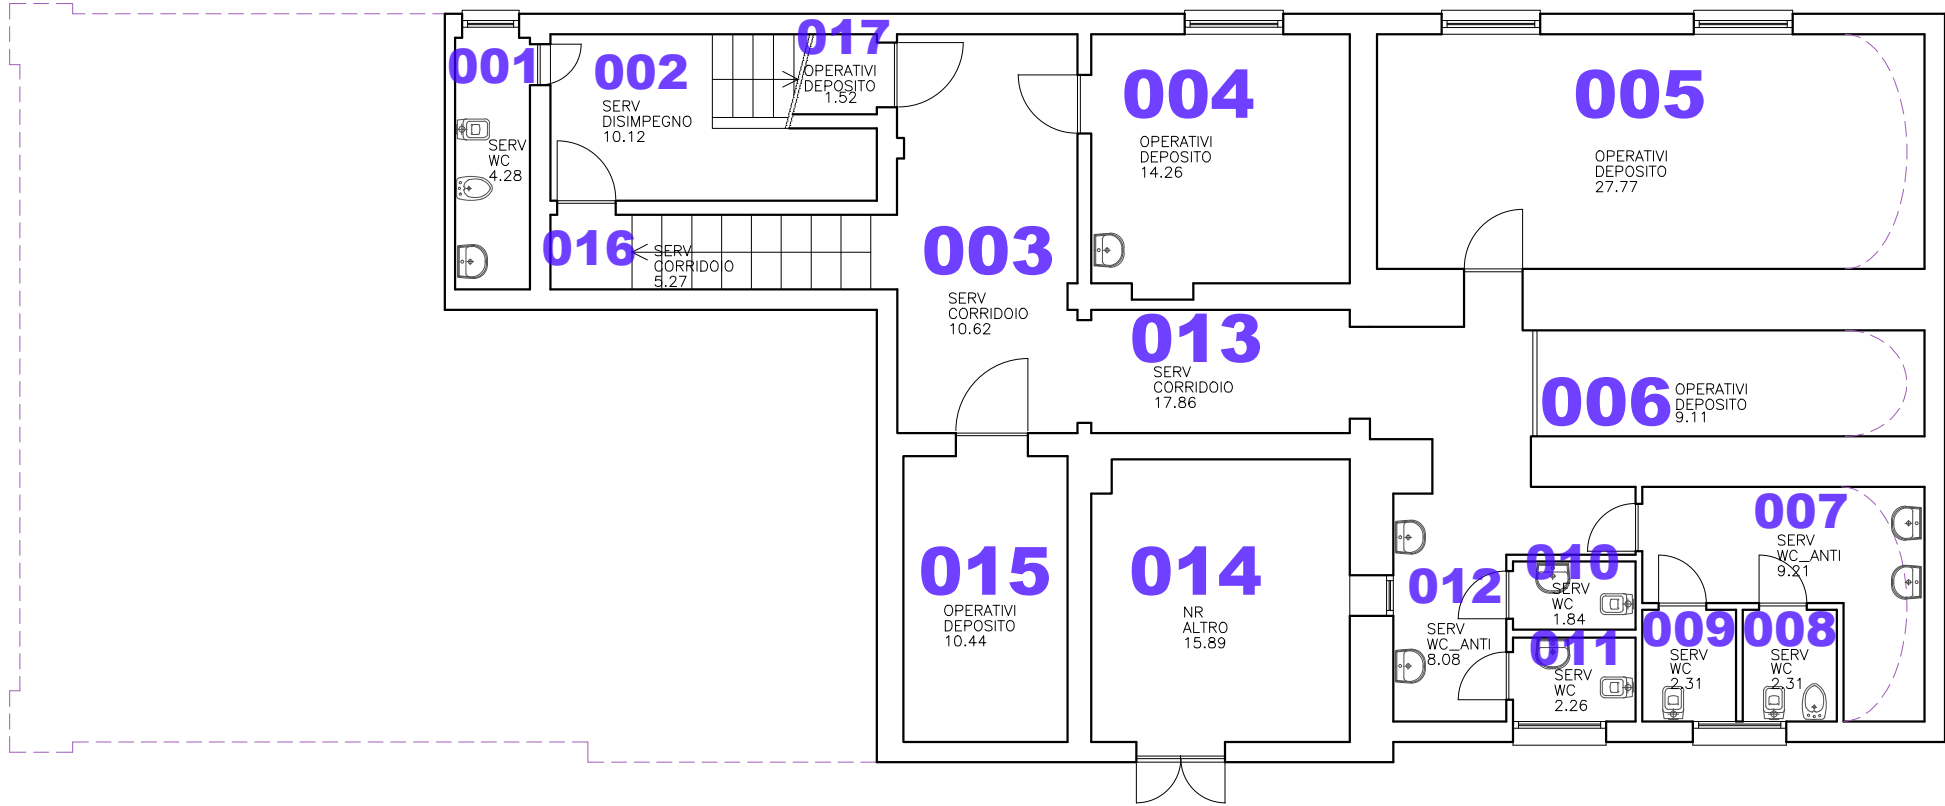 001
SERV
WC
4.28
002
SERV
DISIMPEGNO
10.12
017
OPERATIVI
DEPOSITO
1.52
016
SERV
CORRIDOIO
5.27
003
SERV
CORRIDOIO
10.62
004
OPERATIVI
DEPOSITO
14.26
005
OPERATIVI
DEPOSITO
27.77
013
SERV
CORRIDOIO
17.86
006
OPERATIVI
DEPOSITO
9.11
015
OPERATIVI
DEPOSITO
10.44
014
NR
ALTRO
15.89
012
SERV
WC_ANTI
8.08
010
SERV
WC
1.84
011
SERV
WC
2.26
007
SERV
WC_ANTI
9.21
009
SERV
WC
2.31
008
SERV
WC
2.31